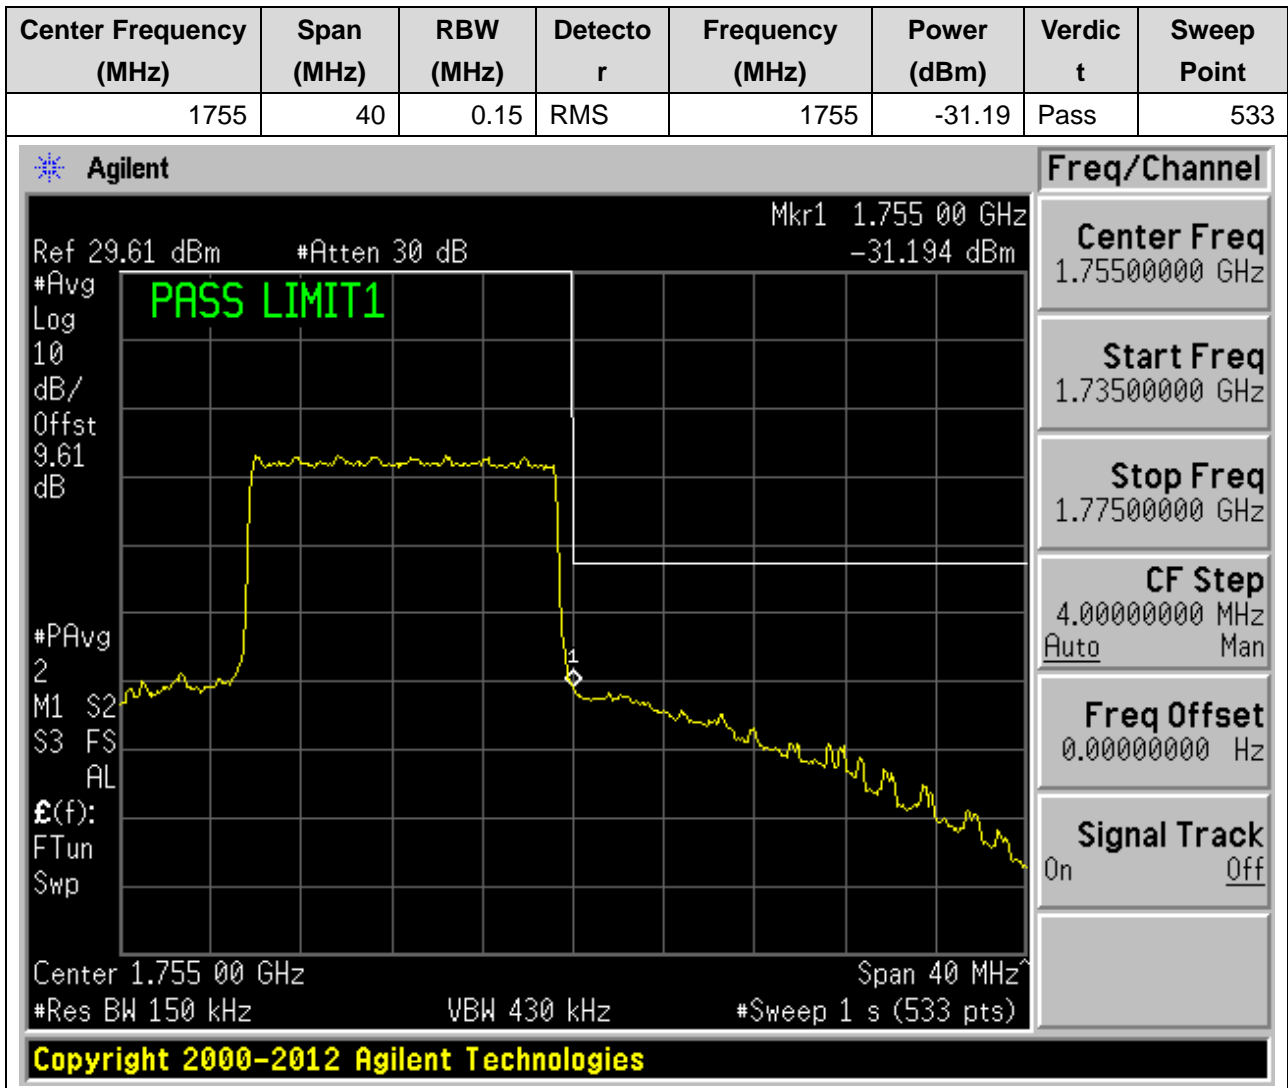 Center Frequency (MHz) Span (MHz) RBW (MHz) Detecto r Frequency (MHz) Power (dBm) Verdic t Sweep Point
1755 40 0.15 RMS 1755 -31.19 Pass 533
Agilent Freq/Channel
Mkr1 1.755 00 GHz
Ref 29.61 dBm #Atten 30 dB -31.194 dBm
#Avg
Log
10
dB/
Offst
9.61
dB
PASS LIMIT1
#PAvg
2
M1 S2
S3 FS
AL
£(f):
FTun
Swp
1
Center 1.755 00 GHz Span 40 MHz^
#Res BW 150 kHz VBW 430 kHz #Sweep 1 s (533 pts)
Center Freq
1.75500000 GHz
Start Freq
1.73500000 GHz
Stop Freq
1.77500000 GHz
CF Step
4.00000000 MHz
Auto Man
Freq Offset
0.00000000 Hz
Signal Track
On Off
Copyright 2000-2012 Agilent Technologies